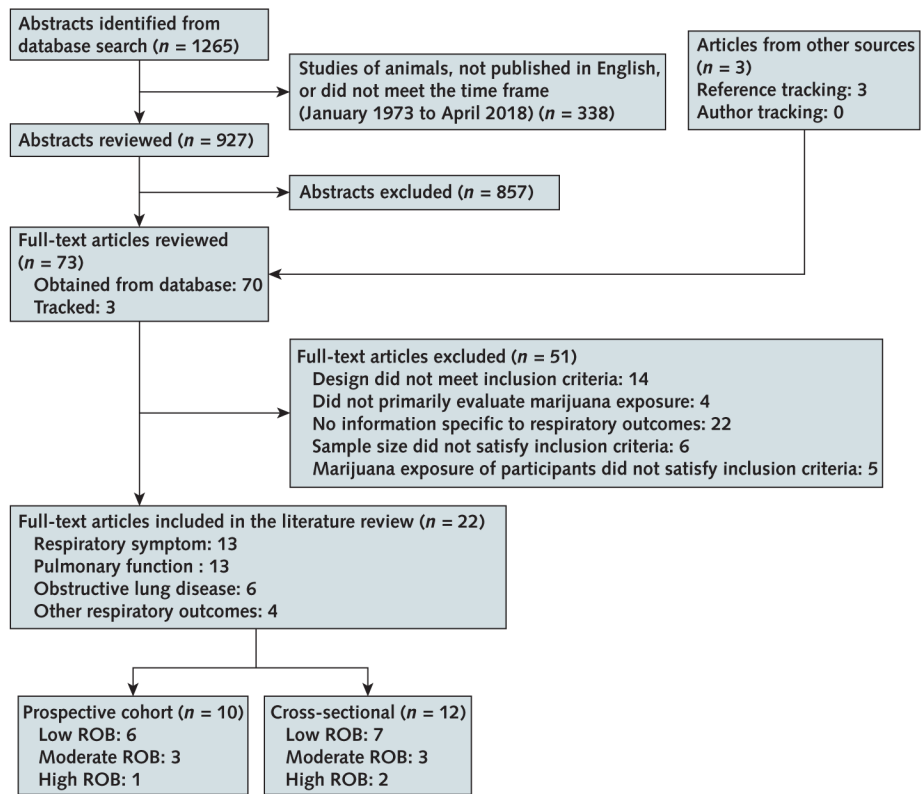 Abstracts identified from
database search (n = 1265)
Studies of animals, not published in English,
or did not meet the time frame
(January 1973 to April 2018) (n = 338)
Articles from other sources
(n = 3)
Reference tracking: 3
Author tracking: 0
Abstracts reviewed (n = 927)
Abstracts excluded (n = 857)
Full-text articles reviewed
(n = 73)
Obtained from database: 70
Tracked: 3
Full-text articles excluded (n = 51)
Design did not meet inclusion criteria: 14
Did not primarily evaluate marijuana exposure: 4
No information specific to respiratory outcomes: 22
Sample size did not satisfy inclusion criteria: 6
Marijuana exposure of participants did not satisfy inclusion criteria: 5
Full-text articles included in the literature review (n = 22)
Respiratory symptom: 13
Pulmonary function : 13
Obstructive lung disease: 6
Other respiratory outcomes: 4
Prospective cohort (n = 10)
Low ROB: 6
Moderate ROB: 3
High ROB: 1
Cross-sectional (n = 12)
Low ROB: 7
Moderate ROB: 3
High ROB: 2